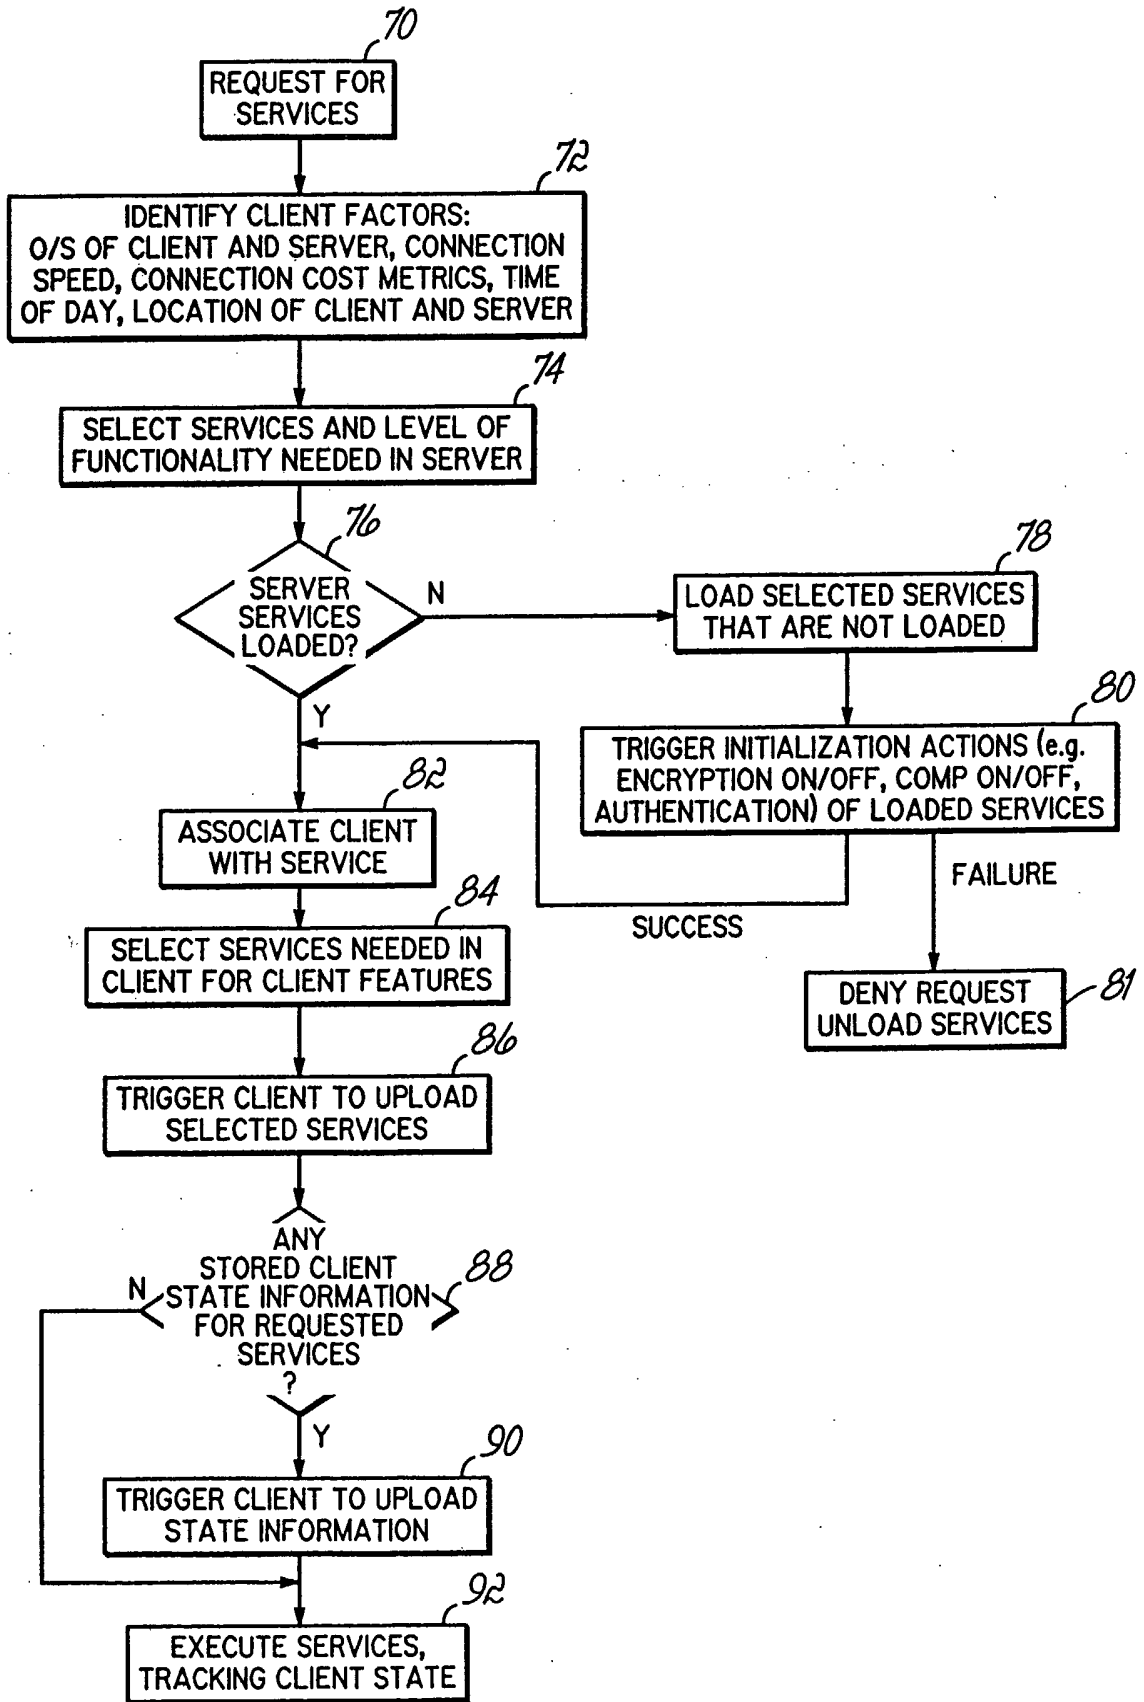 70
REQUEST FOR
SERVICES
72
IDENTIFY CLIENT FACTORS:
O/S OF CLIENT AND SERVER, CONNECTION
SPEED, CONNECTION COST METRICS, TIME
OF DAY, LOCATION OF CLIENT AND SERVER
74
SELECT SERVICES AND LEVEL OF
FUNCTIONALITY NEEDED IN SERVER
76
SERVER
SERVICES
LOADED?
N
Y
78
LOAD SELECTED SERVICES
THAT ARE NOT LOADED
80
TRIGGER INITIALIZATION ACTIONS (e.g.
ENCRYPTION ON/OFF, COMP ON/OFF,
AUTHENTICATION) OF LOADED SERVICES
FAILURE
SUCCESS
81
DENY REQUEST
UNLOAD SERVICES
82
ASSOCIATE CLIENT
WITH SERVICE
84
SELECT SERVICES NEEDED IN
CLIENT FOR CLIENT FEATURES
86
TRIGGER CLIENT TO UPLOAD
SELECTED SERVICES
88
ANY
STORED CLIENT
STATE INFORMATION
FOR REQUESTED
SERVICES
?
N
Y
90
TRIGGER CLIENT TO UPLOAD
STATE INFORMATION
92
EXECUTE SERVICES,
TRACKING CLIENT STATE